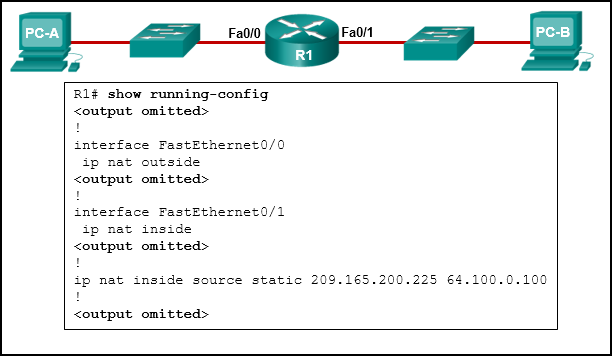 PC-A Fa0/0 R1 Fa0/1 PC-B
R1# show running-config
<output omitted>
!
interface FastEthernet0/0
 ip nat outside
<output omitted>
!
interface FastEthernet0/1
 ip nat inside
<output omitted>
!
ip nat inside source static 209.165.200.225 64.100.0.100
!
<output omitted>